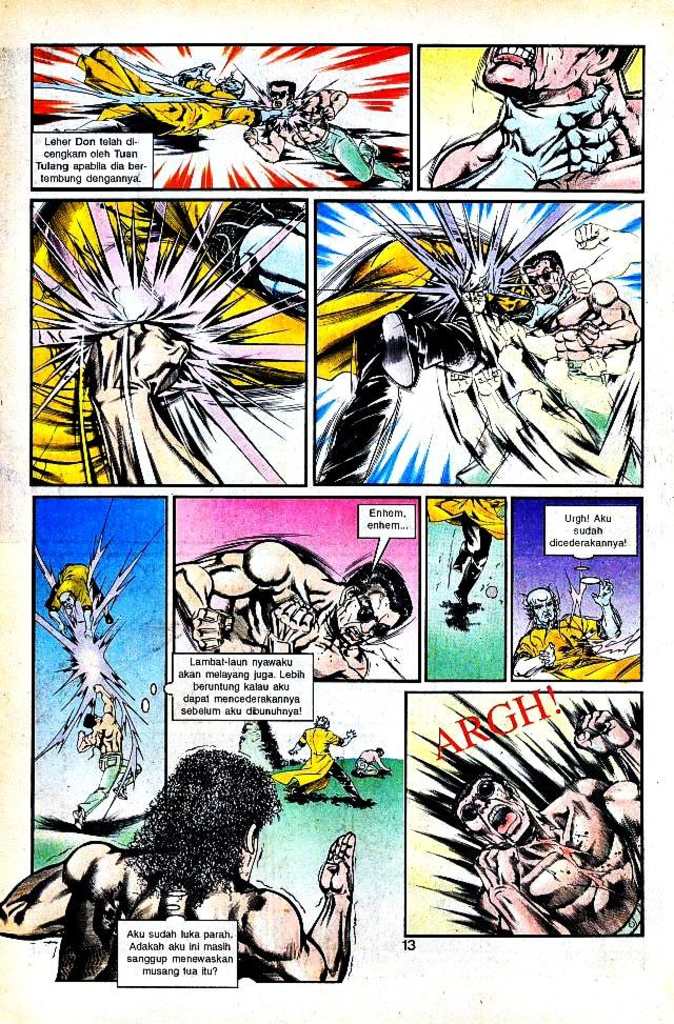 Leher Don telah di-
cengkam oleh Tuan
Tulang apabila dia ber-
tembung dengannya.
Enhem,
enhem...
Urgh! Aku
sudah
dicederakannya!
Lambat-laun nyawaku
akan melayang juga. Lebih
beruntung kalau aku
dapat mencederakannya
sebelum aku dibunuhnya!
ARGH!
Aku sudah luka parah.
Adakah aku ini masih
sanggup menewaskan
musang tua itu?
13